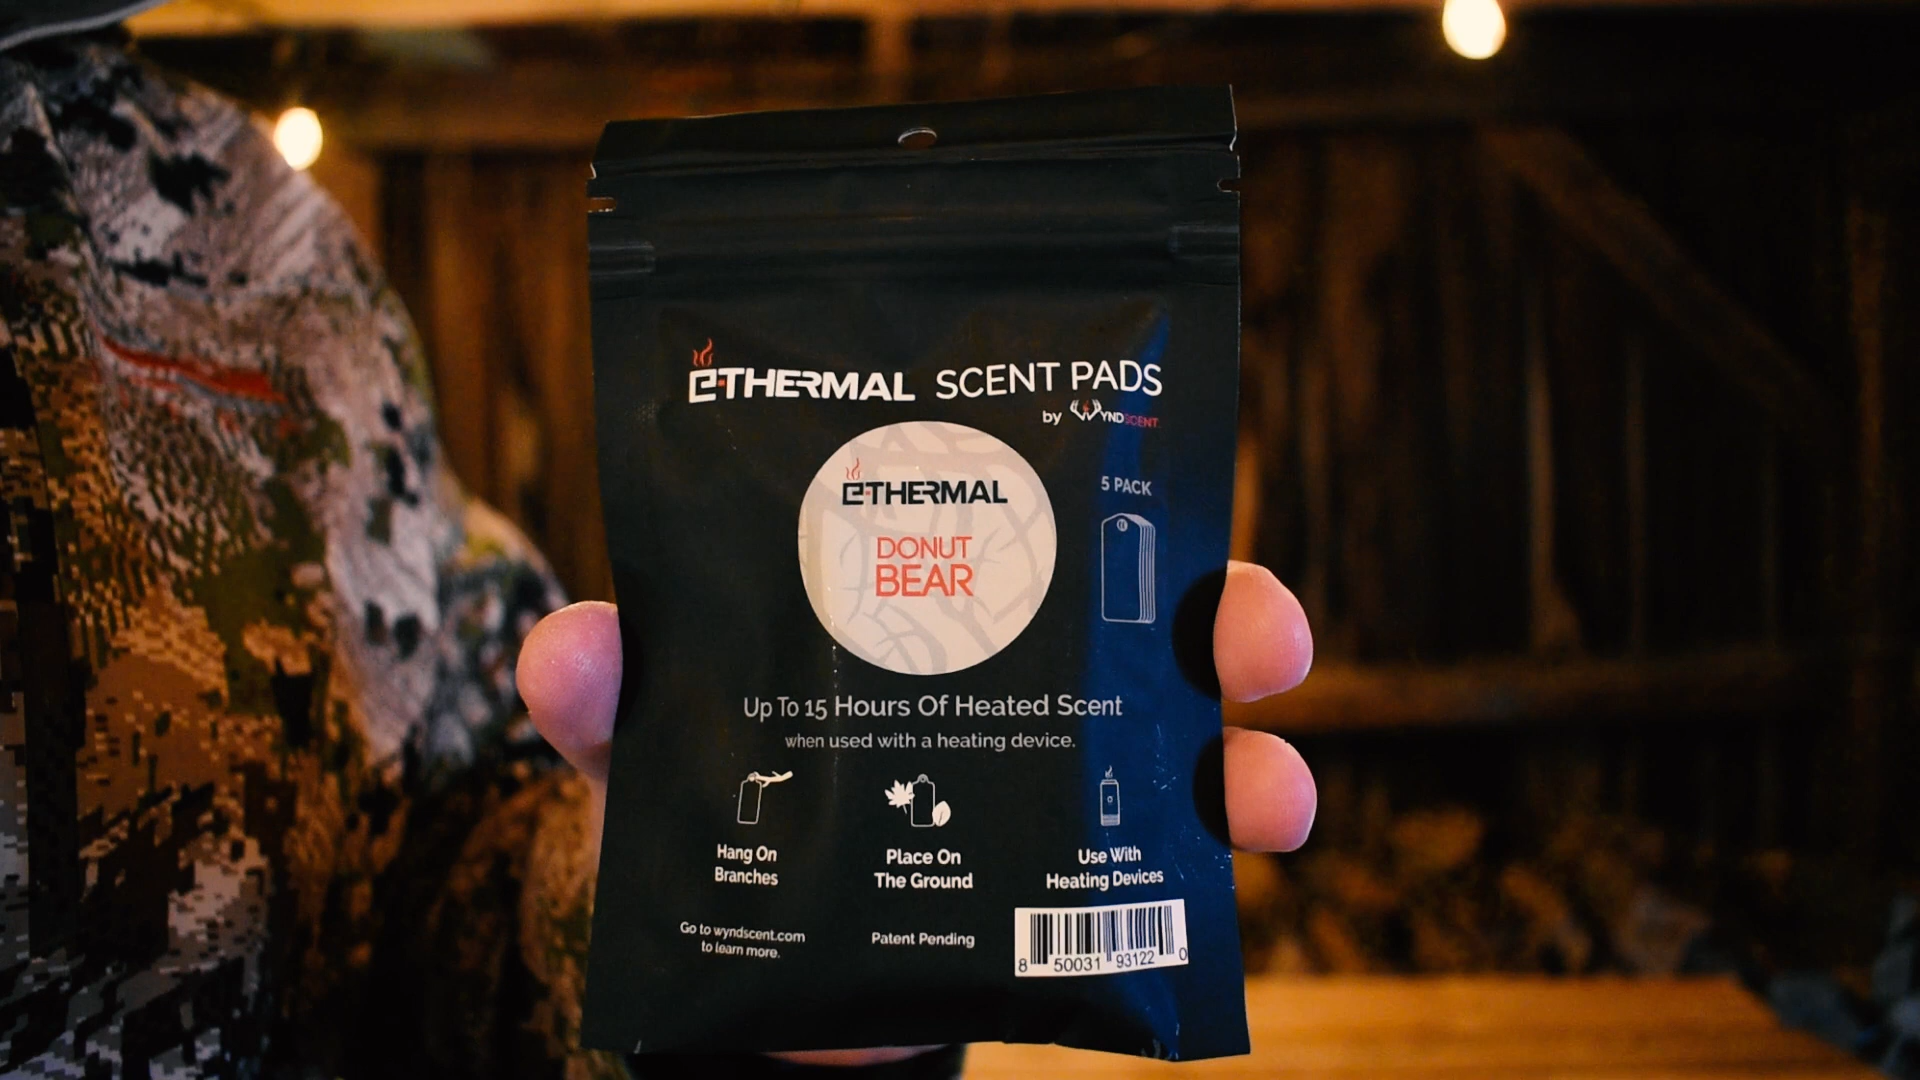 ETHERMAL SCENT PADS
by WYNDSCENT
ETHERMAL
DONUT
BEAR
5 PACK
Up To 15 Hours Of Heated Scent
when used with a heating device.
Hang On
Branches
Place On
The Ground
Use With
Heating Devices
Go to wyndscent.com
to learn more.
Patent Pending
8 50031 93122 0